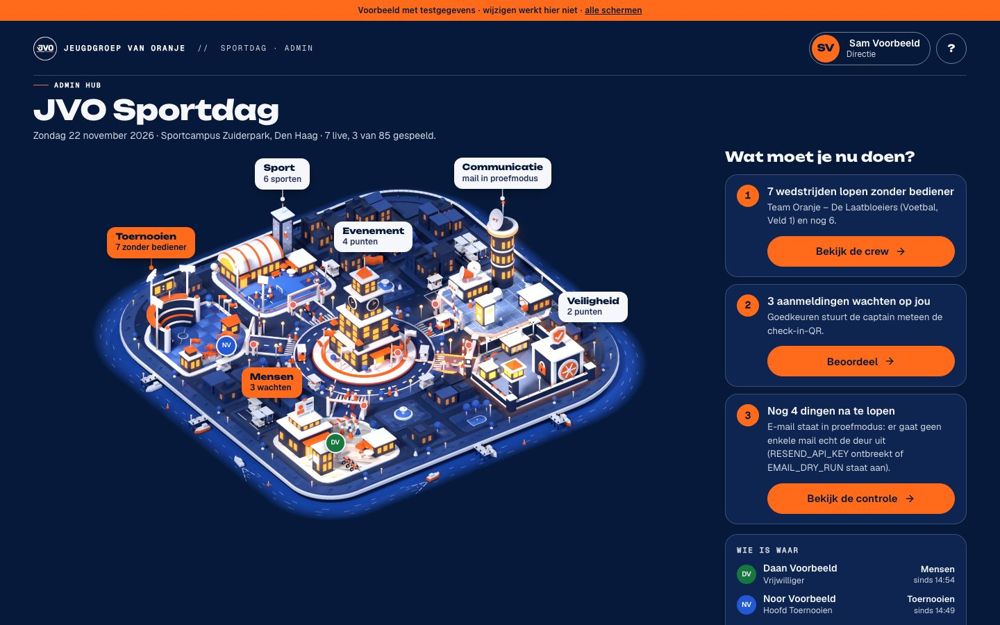 Voorbeeld met testgegevens · wijzigen werkt hier niet · alle schermen
JVO JEUGDGROEP VAN ORANJE // SPORTDAG · ADMIN
SV Sam Voorbeeld
Directie
?
ADMIN HUB
JVO Sportdag
Zondag 22 november 2026 · Sportcampus Zuiderpark, Den Haag · 7 live, 3 van 85 gespeeld.
Sport
6 sporten
Communicatie
mail in proefmodus
Toernooien
7 zonder bediener
Evenement
4 punten
Veiligheid
2 punten
NV
Mensen
3 wachten
DV
Wat moet je nu doen?
1 7 wedstrijden lopen zonder bediener
Team Oranje – De Laatbloeiers (Voetbal,
Veld 1) en nog 6.
Bekijk de crew →
2 3 aanmeldingen wachten op jou
Goedkeuren stuurt de captain meteen de
check-in-QR.
Beoordeel →
3 Nog 4 dingen na te lopen
E-mail staat in proefmodus: er gaat geen
enkele mail echt de deur uit
(RESEND_API_KEY ontbreekt of
EMAIL_DRY_RUN staat aan).
Bekijk de controle →
WIE IS WAAR
DV Daan Voorbeeld Mensen
Vrijwilliger sinds 14:54
NV Noor Voorbeeld Toernooien
Hoofd Toernooien sinds 14:49